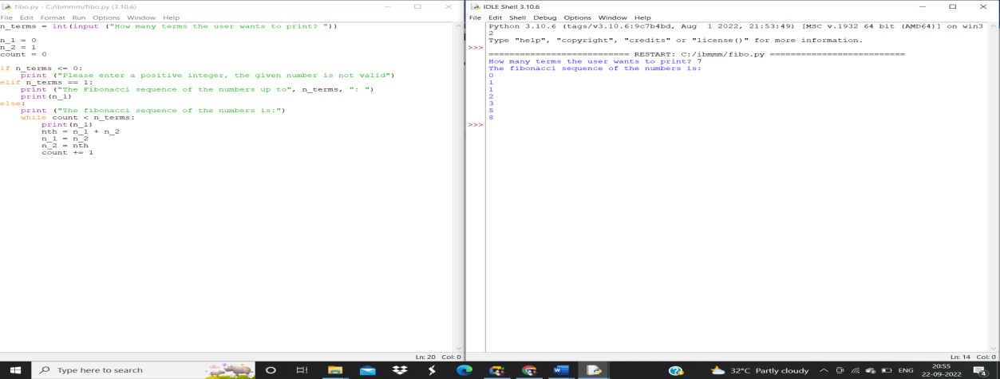 fibo.py - C:/ibmmm/fibo.py (3.10.6)
File Edit Format Run Options Window Help
n_terms = int(input ("How many terms the user wants to print? "))
n_1 = 0
n_2 = 1
count = 0
if n_terms <= 0:
    print ("Please enter a positive integer, the given number is not valid")
elif n_terms == 1:
    print ("The Fibonacci sequence of the numbers up to", n_terms, ": ")
    print(n_1)
else:
    print ("The fibonacci sequence of the numbers is:")
    while count < n_terms:
        print(n_1)
        nth = n_1 + n_2
        n_1 = n_2
        n_2 = nth
        count += 1
Ln: 20 Col: 0
IDLE Shell 3.10.6
File Edit Shell Debug Options Window Help
Python 3.10.6 (tags/v3.10.6:9c7b4bd, Aug  1 2022, 21:53:49) [MSC v.1932 64 bit (AMD64)] on win3
2
Type "help", "copyright", "credits" or "license()" for more information.
>>>
=========================== RESTART: C:/ibmmm/fibo.py ==========================
How many terms the user wants to print? 7
The fibonacci sequence of the numbers is:
0
1
1
2
3
5
8
>>>
Ln: 14 Col: 0
Type here to search
32°C Partly cloudy
ENG
20:55
22-09-2022
4